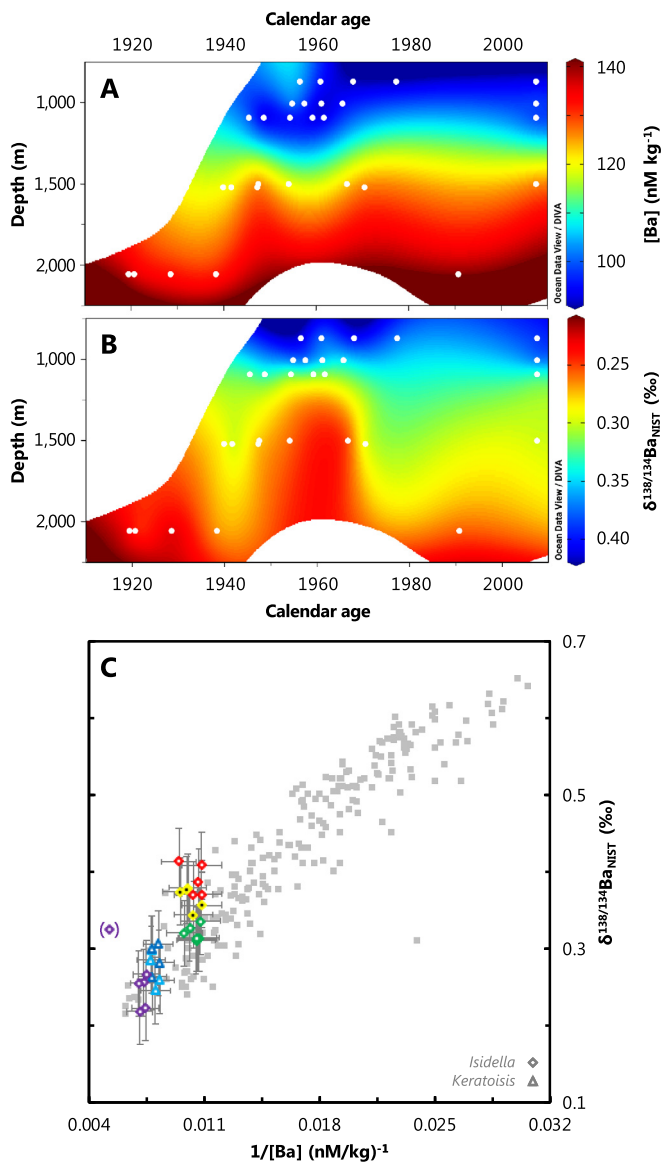 Calendar age
1920 1940 1960 1980 2000
A
1,000
1,500
2,000
Depth (m)
140
120
100
[Ba] (nM kg⁻¹)
Ocean Data View / DIVA
B
1,000
1,500
2,000
Depth (m)
0.25
0.30
0.35
0.40
δ¹³⁸/¹³⁴Ba_NIST (‰)
Ocean Data View / DIVA
1920 1940 1960 1980 2000
Calendar age
C
0.7
0.5
0.3
0.1
δ¹³⁸/¹³⁴Ba_NIST (‰)
( )
Isidella
Keratoisis
0.004 0.011 0.018 0.025 0.032
1/[Ba] (nM/kg)⁻¹